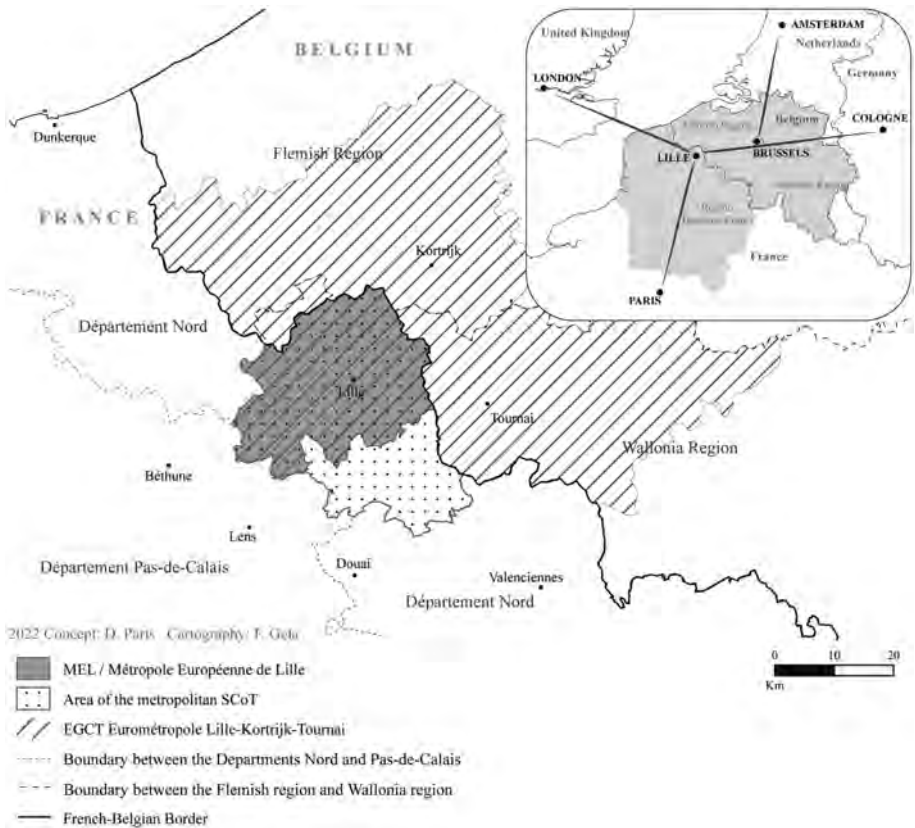 BELGIUM
Dunkerque
Flemish Region
FRANCE
Kortrijk
Département Nord
Lille
Tournai
Wallonia Region
Béthune
Lens
Département Pas-de-Calais
Douai
Valenciennes
Département Nord
AMSTERDAM
United Kingdom
Netherlands
LONDON
Germany
Belgium
COLOGNE
LILLE
BRUSSELS
France
PARIS
2022 Concept: D. Paris Cartography: F. Gela
MEL / Métropole Européenne de Lille
Area of the metropolitan SCoT
EGCT Eurométropole Lille-Kortrijk-Tournai
Boundary between the Departments Nord and Pas-de-Calais
Boundary between the Flemish region and Wallonia region
French-Belgian Border
0 10 20
Km